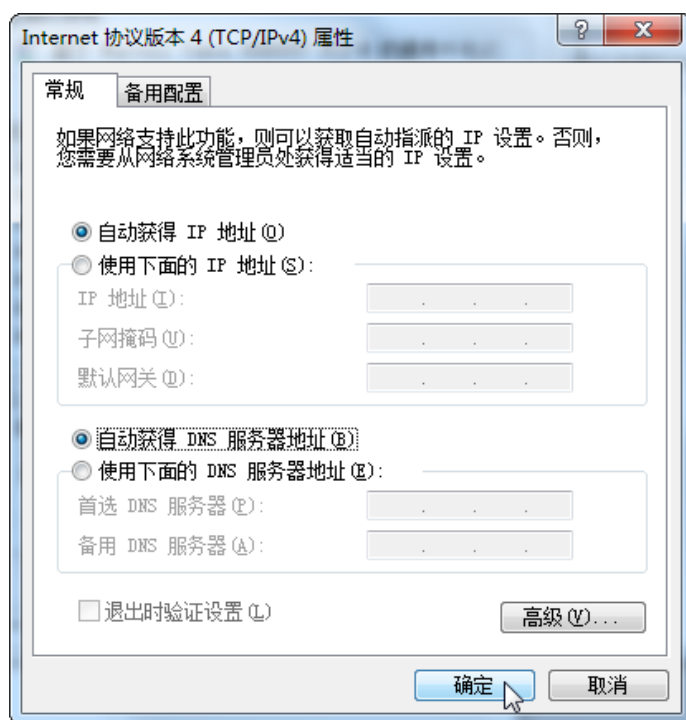 Internet 协议版本 4 (TCP/IPv4) 属性
常规 备用配置
如果网络支持此功能，则可以获取自动指派的 IP 设置。否则，
您需要从网络系统管理员处获得适当的 IP 设置。
自动获得 IP 地址(O)
使用下面的 IP 地址(S):
IP 地址(I):
子网掩码(U):
默认网关(D):
自动获得 DNS 服务器地址(B)
使用下面的 DNS 服务器地址(E):
首选 DNS 服务器(P):
备用 DNS 服务器(A):
退出时验证设置(L)
高级(V)...
确定 取消